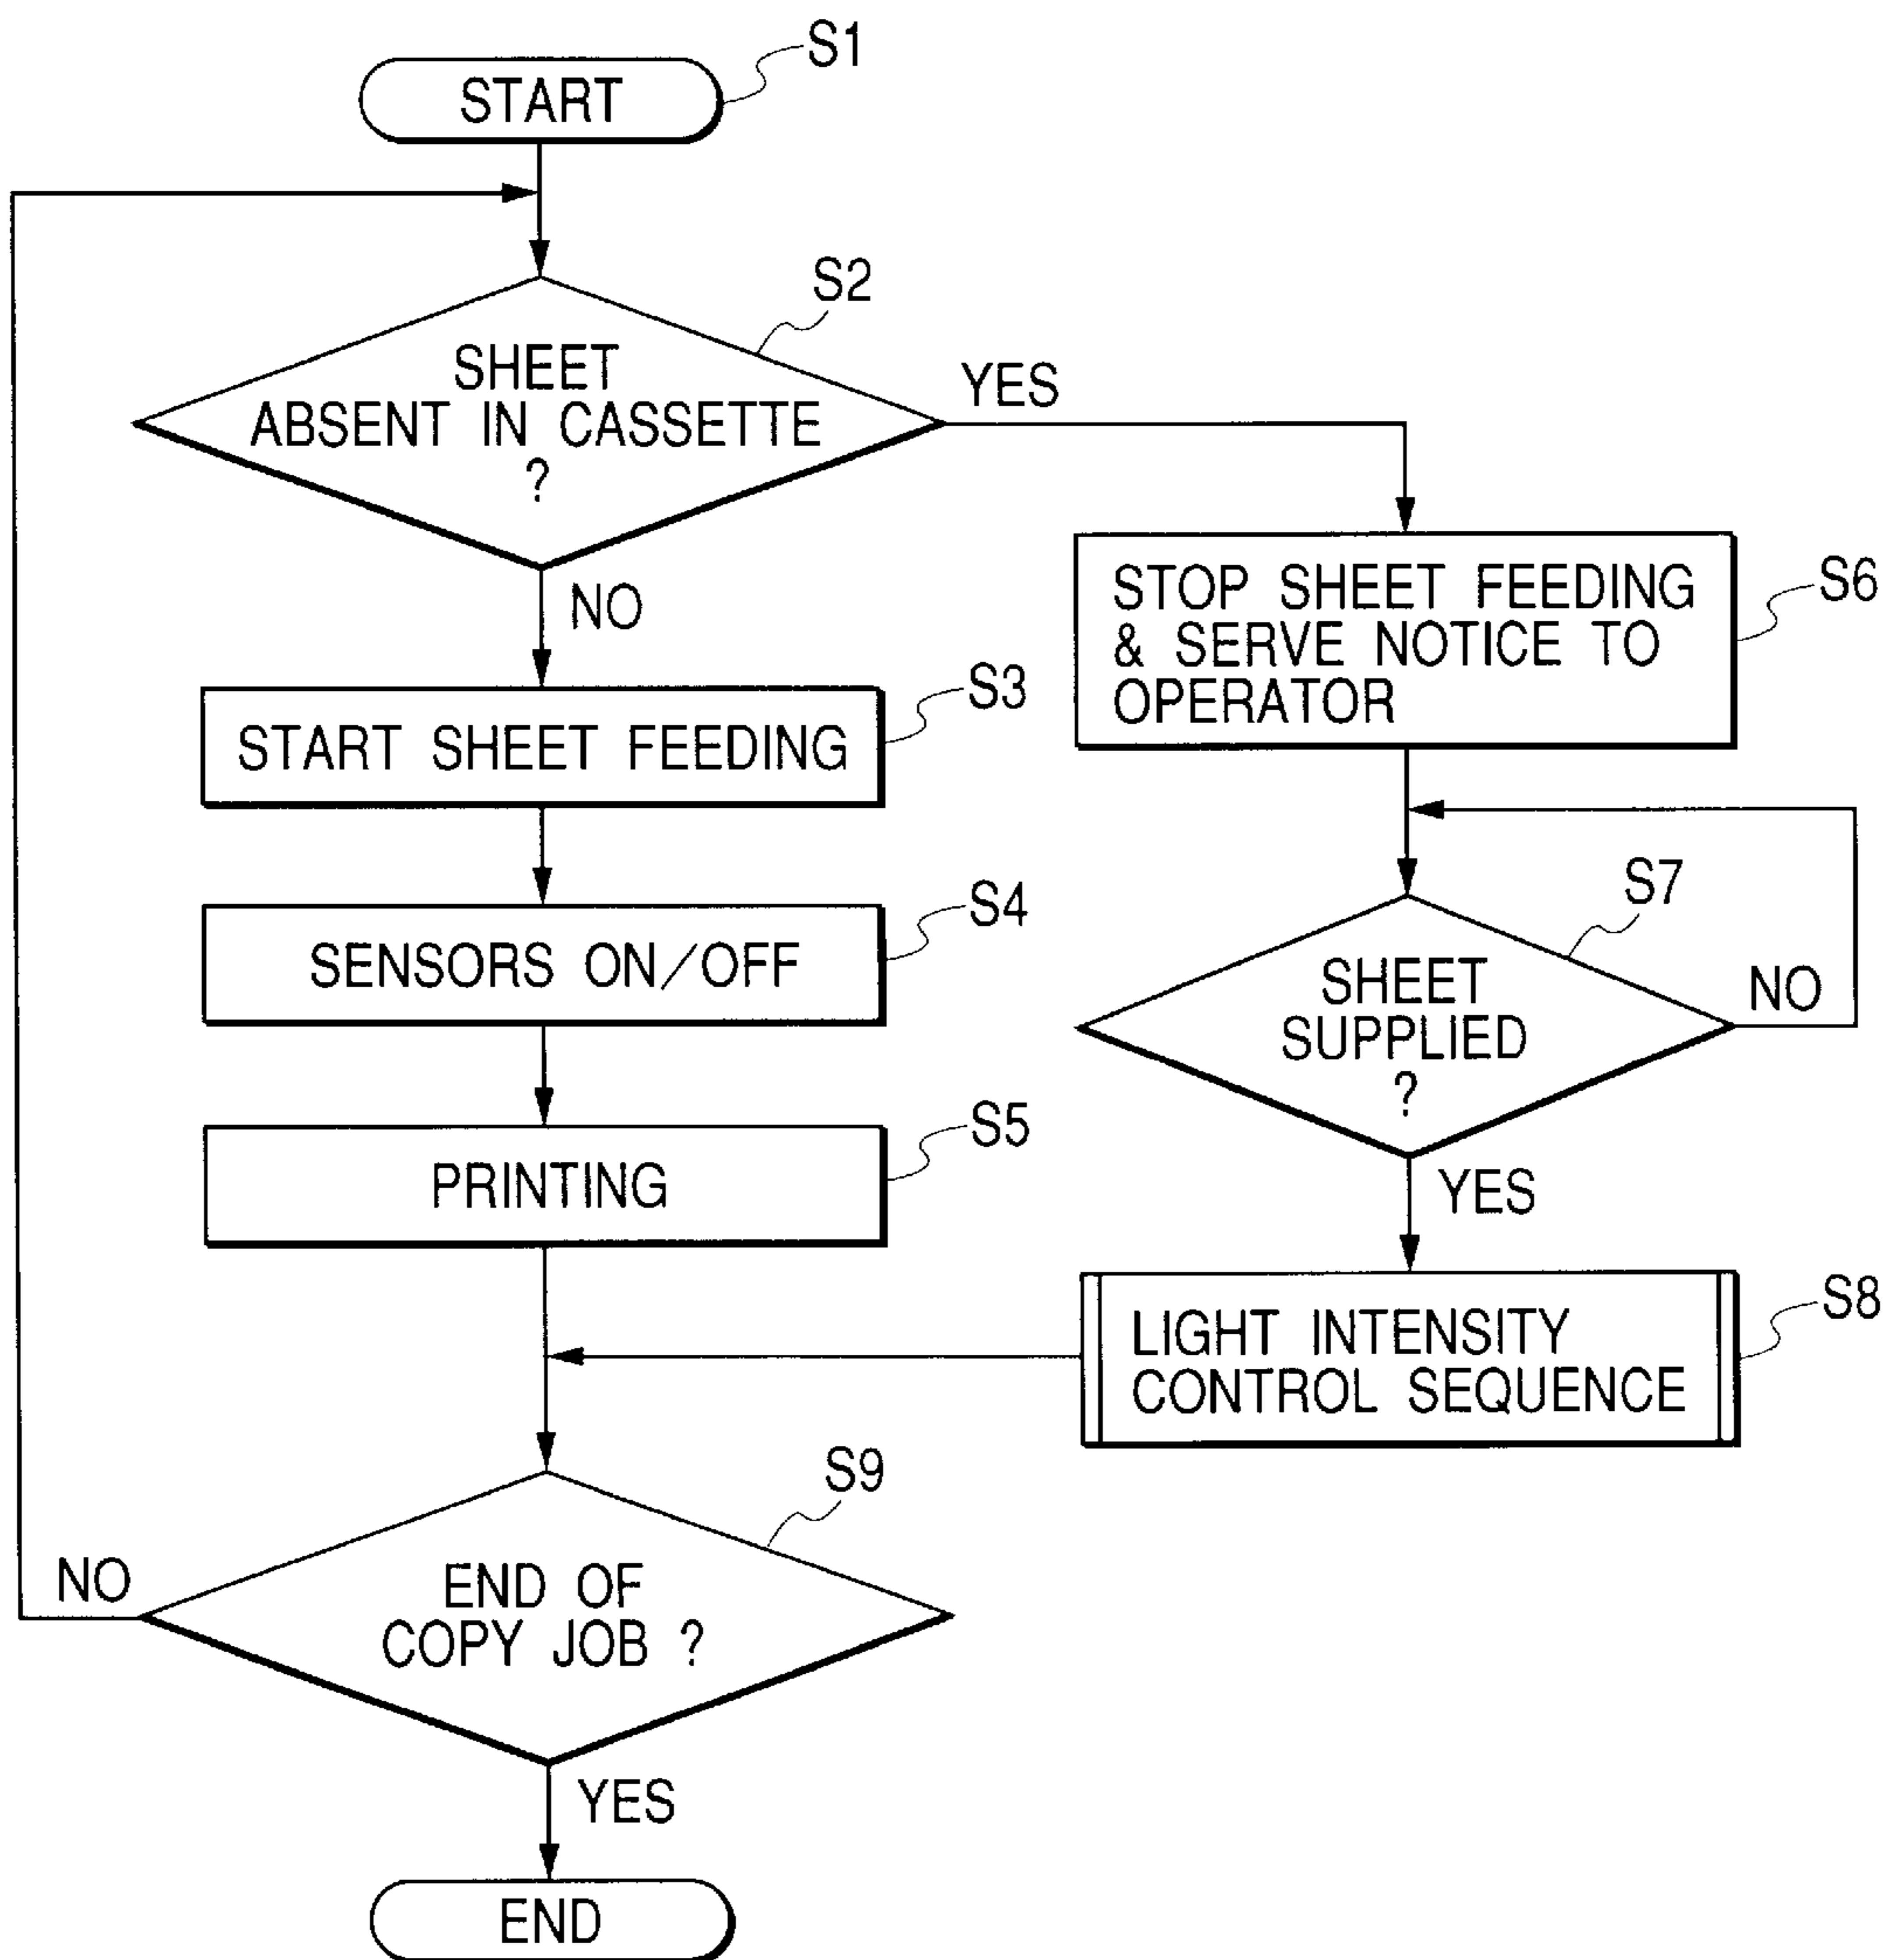 START
S1
S2
SHEET
ABSENT IN CASSETTE
?
YES
NO
S3
START SHEET FEEDING
S4
SENSORS ON/OFF
S5
PRINTING
S6
STOP SHEET FEEDING
& SERVE NOTICE TO
OPERATOR
S7
SHEET
SUPPLIED
?
NO
YES
S8
LIGHT INTENSITY
CONTROL SEQUENCE
S9
END OF
COPY JOB ?
NO
YES
END